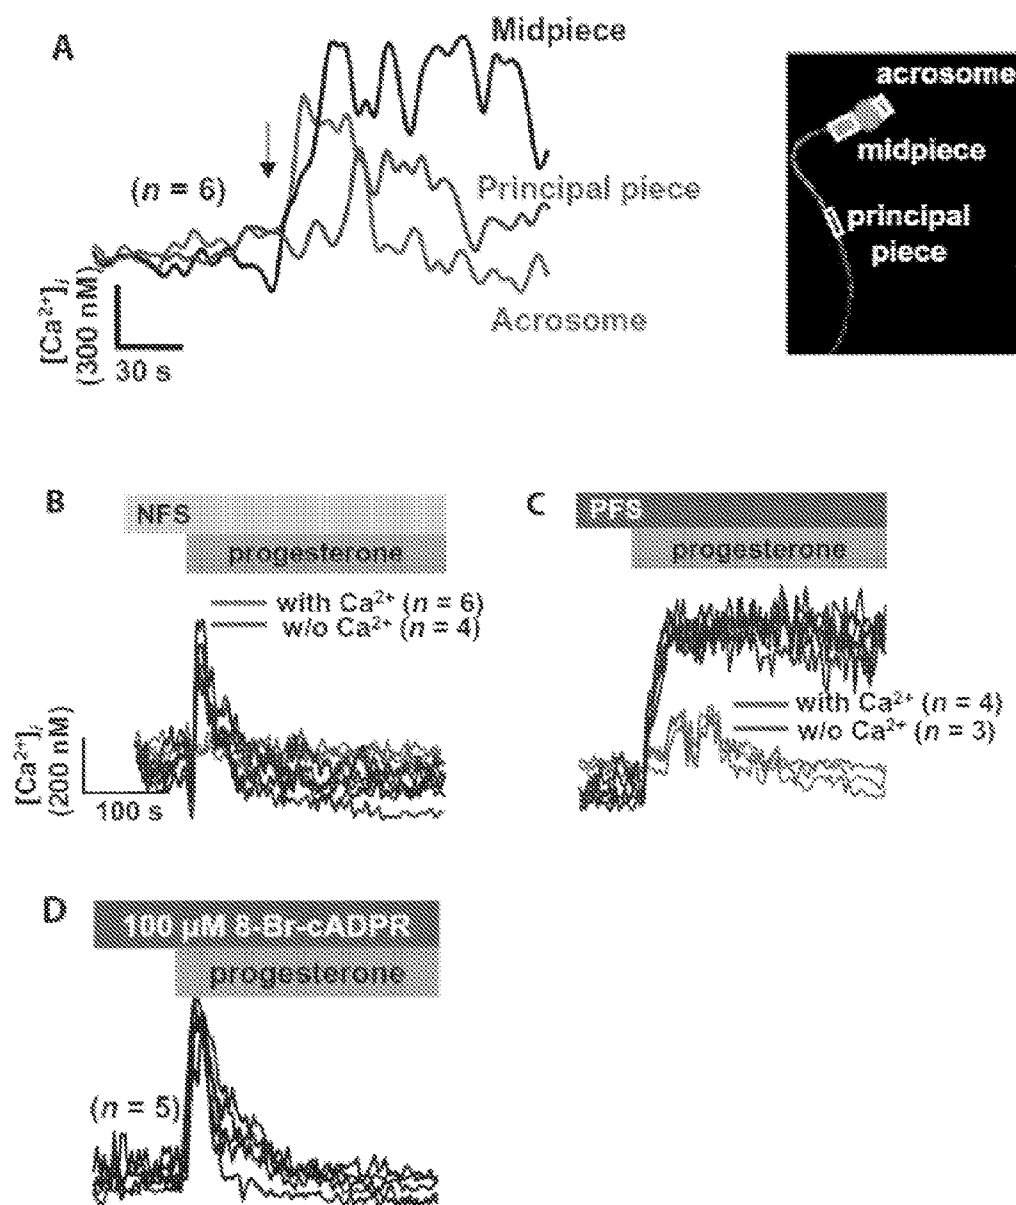 A
Midpiece
(n = 6)
Principal piece
Acrosome
[Ca²⁺]ᵢ
(300 nM)
30 s
acrosome
midpiece
principal
piece
B
NFS
progesterone
with Ca²⁺ (n = 6)
w/o Ca²⁺ (n = 4)
[Ca²⁺]ᵢ
(200 nM)
100 s
C
PFS
progesterone
with Ca²⁺ (n = 4)
w/o Ca²⁺ (n = 3)
D
100 µM 8-Br-cADPR
progesterone
(n = 5)